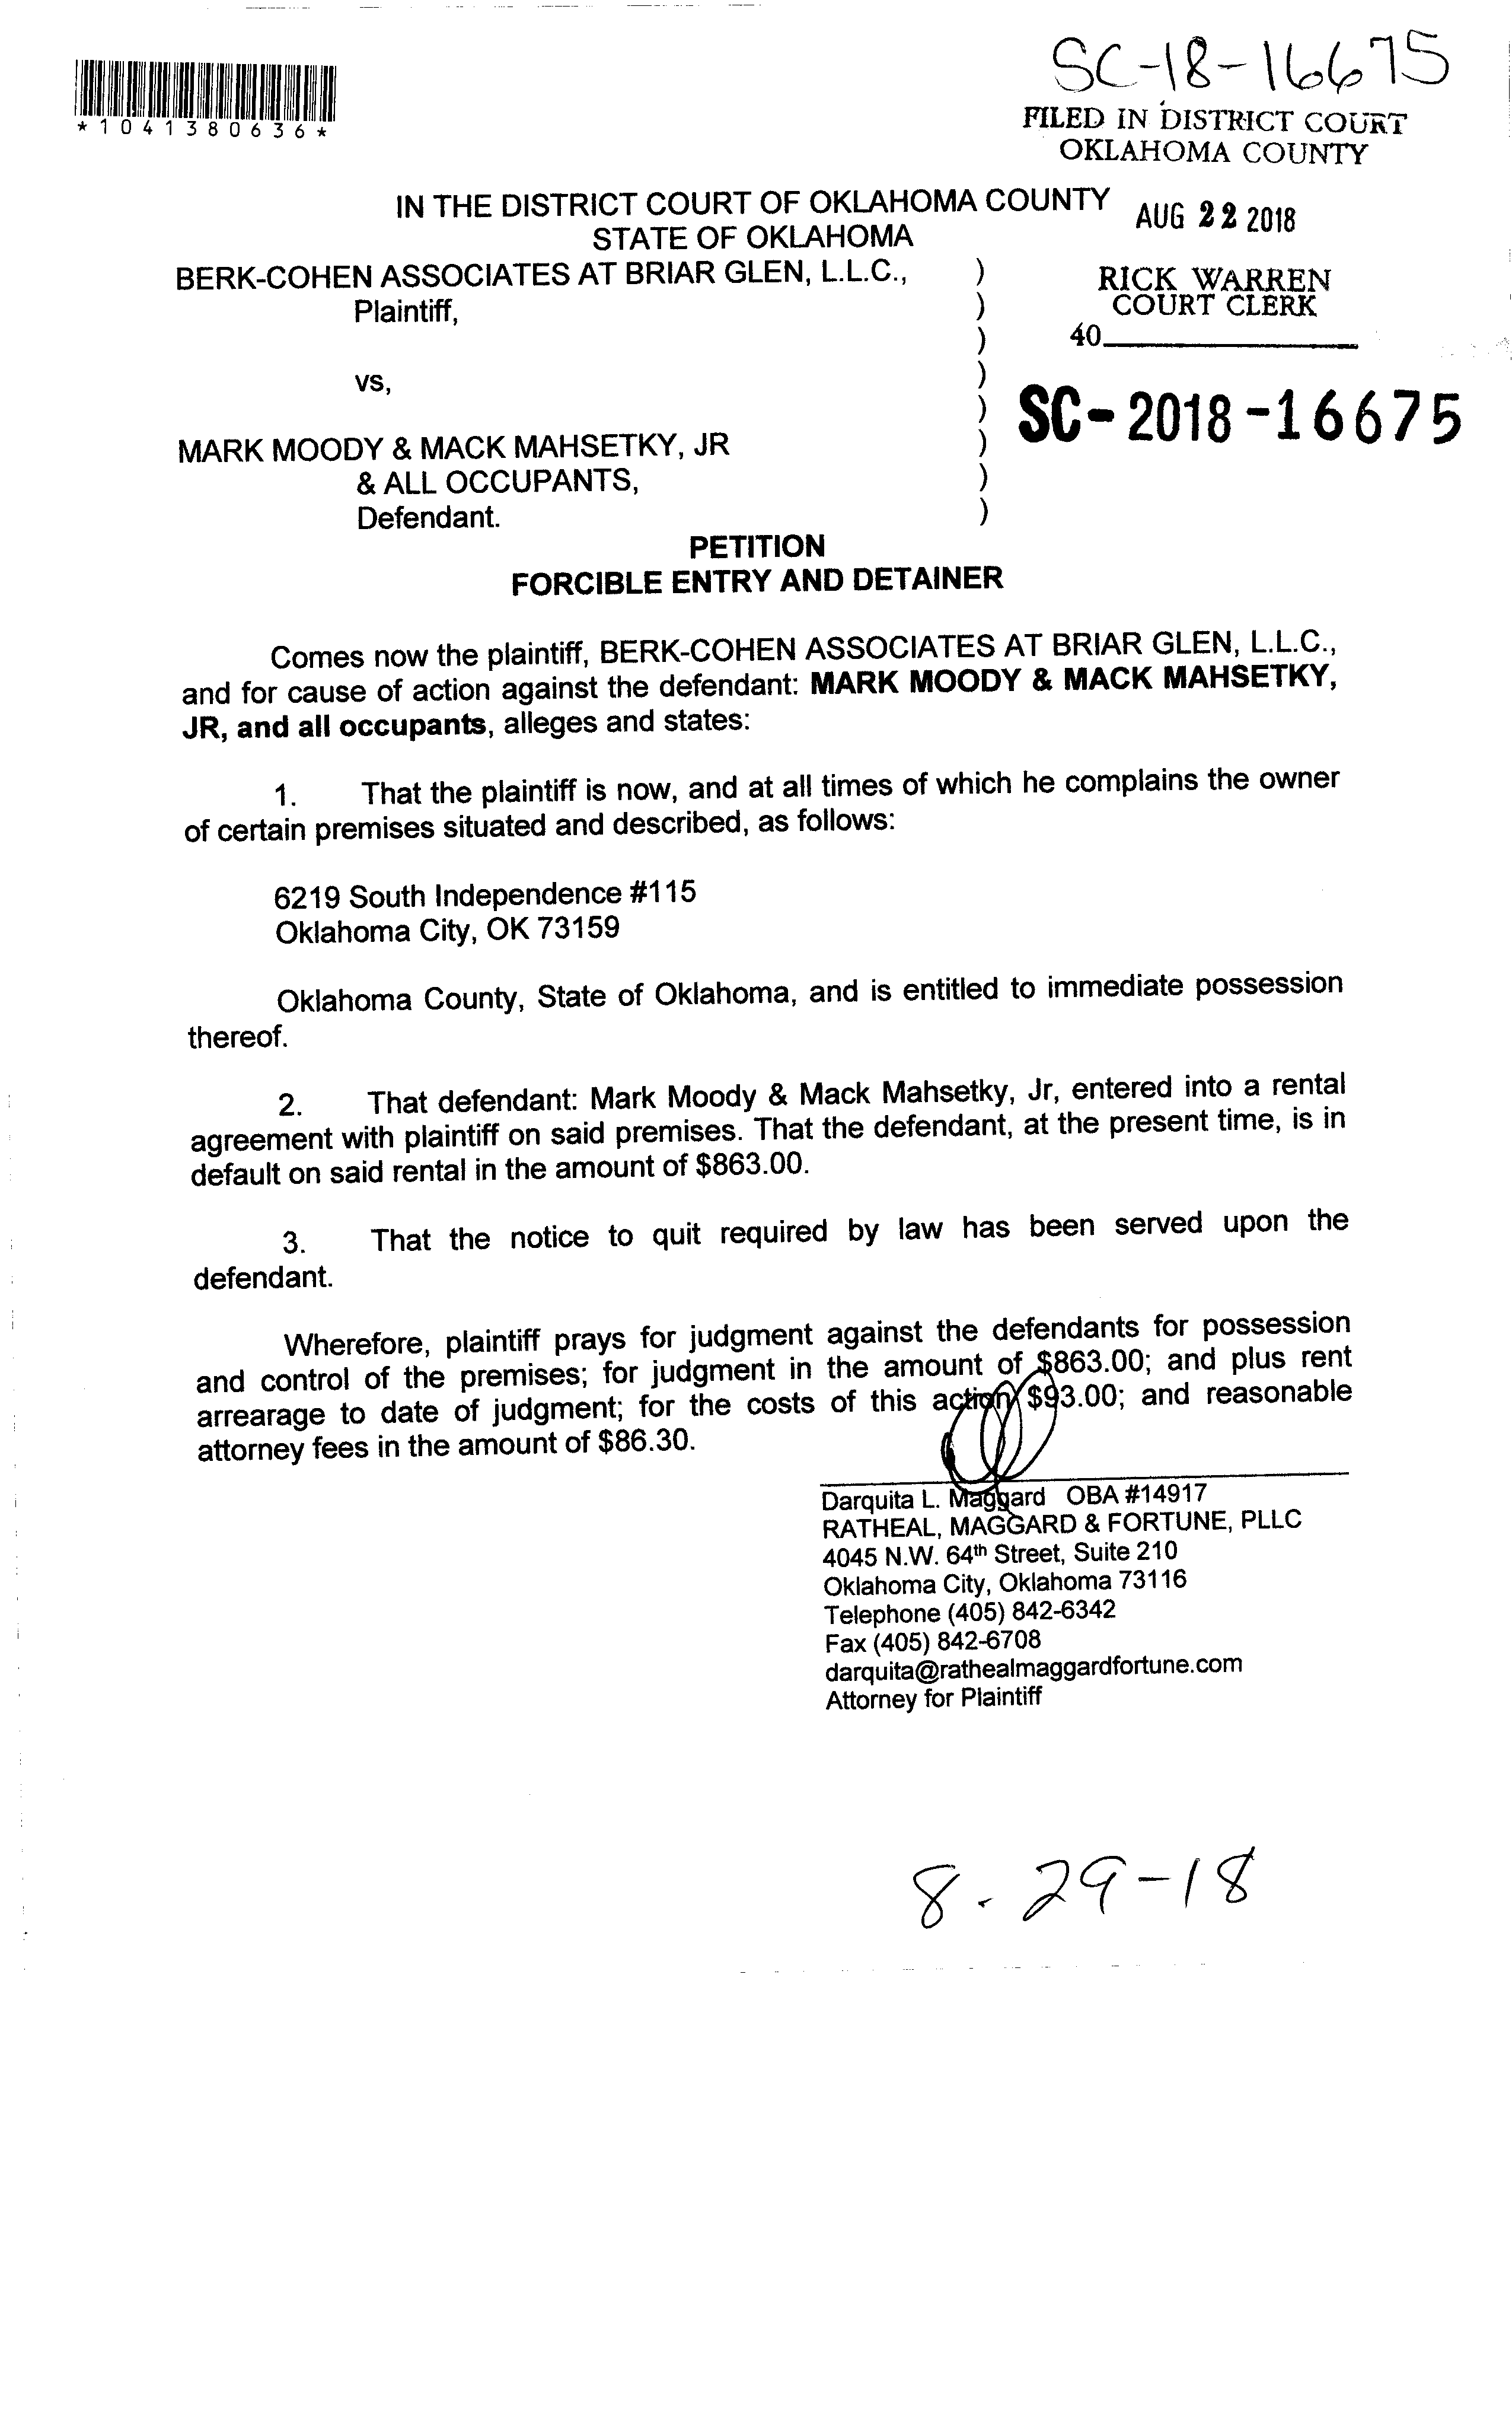 SC-18-16675
*1041380636*
FILED IN DISTRICT COURT
OKLAHOMA COUNTY
IN THE DISTRICT COURT OF OKLAHOMA COUNTY
AUG 22 2018
STATE OF OKLAHOMA
BERK-COHEN ASSOCIATES AT BRIAR GLEN, L.L.C., )
RICK WARREN
COURT CLERK
Plaintiff, )
)
40
vs, )
)
SC-2018-16675
MARK MOODY & MACK MAHSETKY, JR )
& ALL OCCUPANTS, )
Defendant. )
PETITION
FORCIBLE ENTRY AND DETAINER
Comes now the plaintiff, BERK-COHEN ASSOCIATES AT BRIAR GLEN, L.L.C.,
and for cause of action against the defendant: MARK MOODY & MACK MAHSETKY,
JR, and all occupants, alleges and states:
1. That the plaintiff is now, and at all times of which he complains the owner
of certain premises situated and described, as follows:
6219 South Independence #115
Oklahoma City, OK 73159
Oklahoma County, State of Oklahoma, and is entitled to immediate possession
thereof.
2. That defendant: Mark Moody & Mack Mahsetky, Jr, entered into a rental
agreement with plaintiff on said premises. That the defendant, at the present time, is in
default on said rental in the amount of $863.00.
3. That the notice to quit required by law has been served upon the
defendant.
Wherefore, plaintiff prays for judgment against the defendants for possession
and control of the premises; for judgment in the amount of $863.00; and plus rent
arrearage to date of judgment; for the costs of this action $93.00; and reasonable
attorney fees in the amount of $86.30.
Darquita L. Maggard OBA #14917
RATHEAL, MAGGARD & FORTUNE, PLLC
4045 N.W. 64th Street, Suite 210
Oklahoma City, Oklahoma 73116
Telephone (405) 842-6342
Fax (405) 842-6708
darquita@rathealmaggardfortune.com
Attorney for Plaintiff
8-29-18